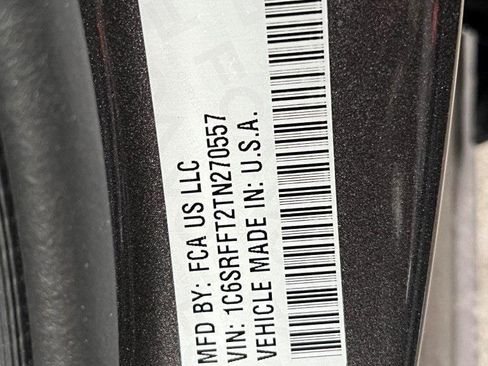 MFD BY: FCA US LLC
VIN: 1C6SRFFT2TN270557
VEHICLE MADE IN: U.S.A.